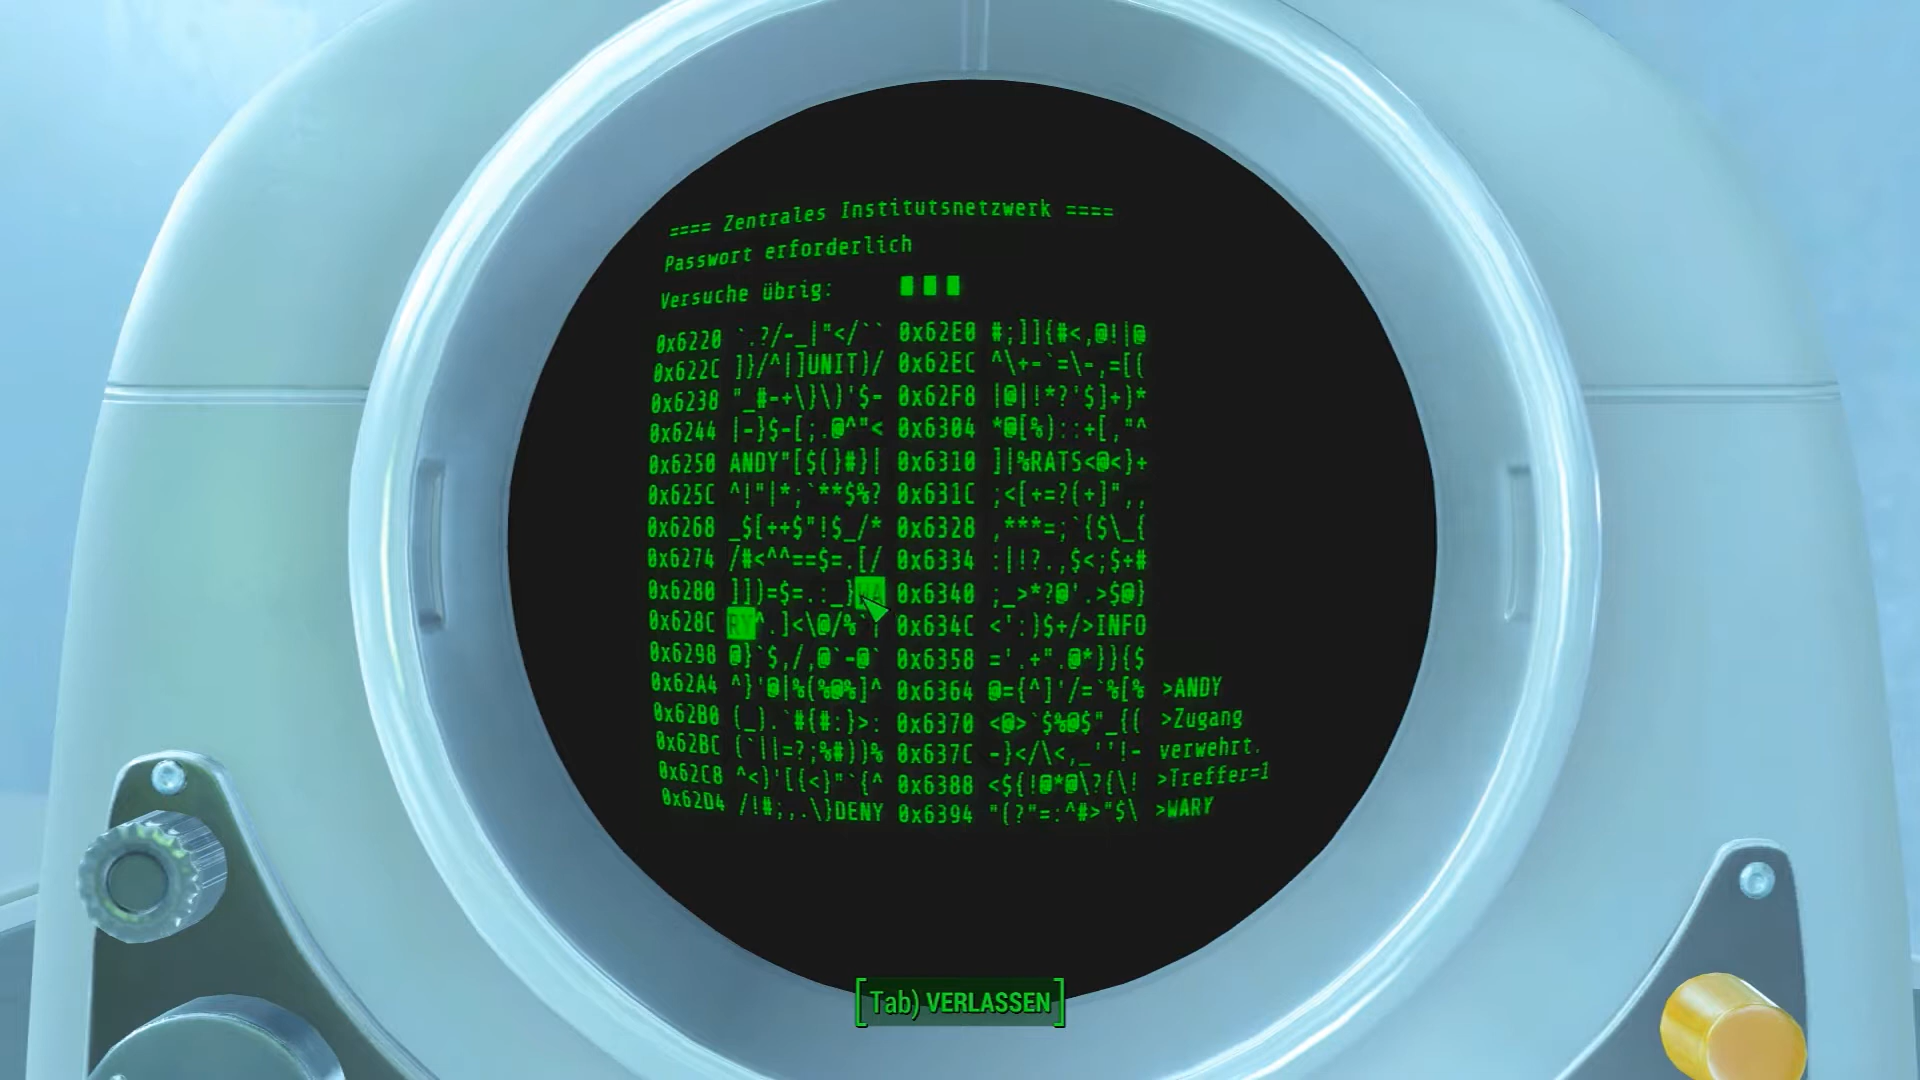 ==== Zentrales Institutsnetzwerk ====
Passwort erforderlich
Versuche übrig:
0x6220 `.?/-_|"</`` 0x62E0 #;]]{#<,@!|@
0x622C ]}/^|]UNIT)/ 0x62EC ^\+-`=\-,=[(
0x6238 "_#-+\}\)'$- 0x62F8 |@|!*?'$]+)*
0x6244 |-}$-[;.@^"< 0x6304 *@[%)::+[,"^
0x6250 ANDY"[$(}#}| 0x6310 ]|%RATS<@<}+
0x625C ^!"|*;`**$%? 0x631C ;<[+=?(+]",,
0x6268 _$[++$"!$_/* 0x6328 ,***=;`{$\_{
0x6274 /#<^^==$=.[/ 0x6334 :|!?.,$<;$+#
0x6280 ]])=$=.:_}WA 0x6340 ;_>*?@'.>$@}
0x628C RY^.]<\@/%`| 0x634C <':)$+/>INFO
0x6298 @}`$,/,@`-@` 0x6358 ='.+".@*}}{$
0x62A4 ^}'@|%(%@%]^ 0x6364 @={^]'/=`%[% >ANDY
0x62B0 (_).`#{#:}>: 0x6370 <@>`$%@$"_{( >Zugang
0x62BC (`||=?;%#))% 0x637C -}</\<,_''!- verwehrt.
0x62C8 ^<}'[{<}"`{^ 0x6388 <${!@*@\?{\! >Treffer=1
0x62D4 /!#;,.\}DENY 0x6394 "(?"=:^#>"$\ >WARY
[Tab) VERLASSEN]